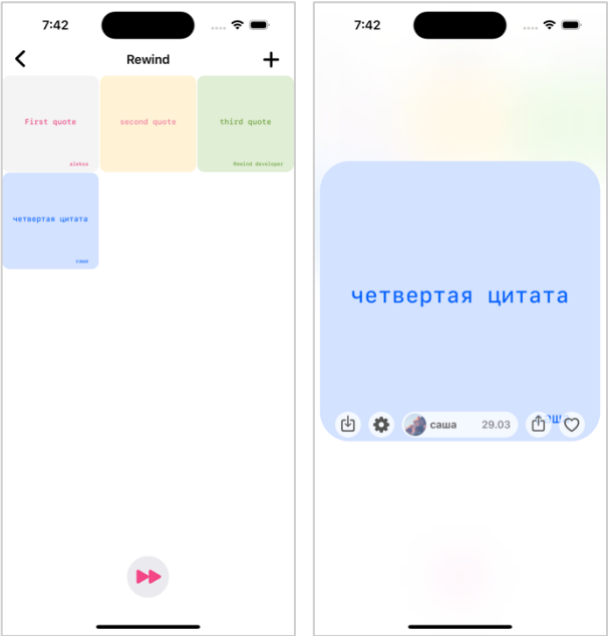 7:42
Rewind
First quote
second quote
third quote
aleksa
Rewind developer
четвертая цитата
саша
7:42
четвертая цитата
саша 29.03